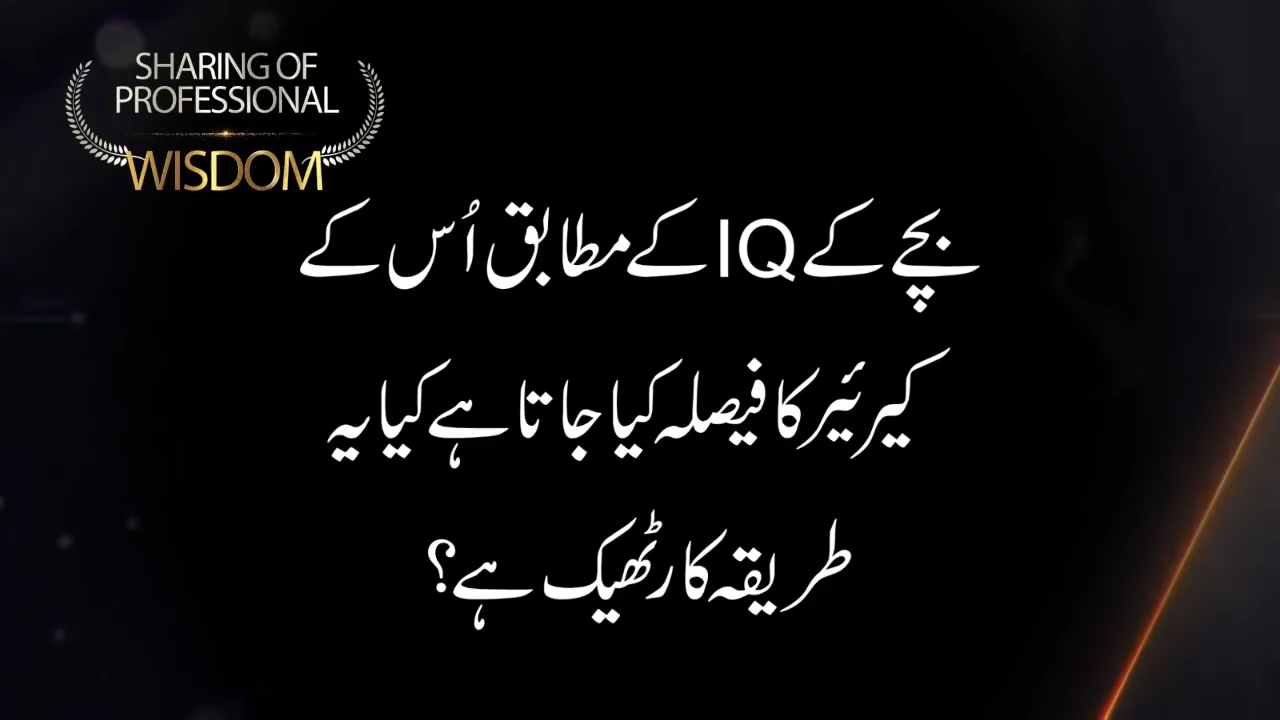 SHARING OF
PROFESSIONAL
WISDOM
بچے کے IQ کے مطابق اُس کے
کیرئیر کا فیصلہ کیا جاتا ہے کیا یہ
طریقہ کار ٹھیک ہے؟